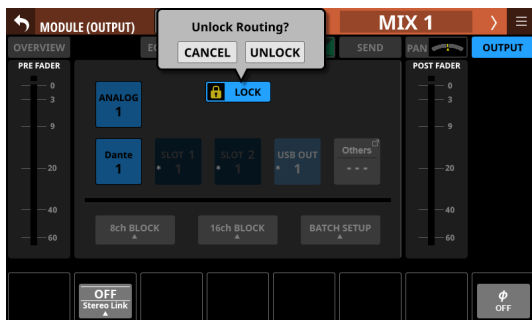 MODULE (OUTPUT)
Unlock Routing?
CANCEL UNLOCK
MIX 1
OVERVIEW
SEND
PAN
OUTPUT
PRE FADER
POST FADER
LOCK
ANALOG
1
Dante
1
SLOT 1
* 1
SLOT 2
* 1
USB OUT
* 1
Others
---
8ch BLOCK
16ch BLOCK
BATCH SETUP
0
3
9
20
40
60
0
3
9
20
40
60
OFF
Stereo Link
φ
OFF